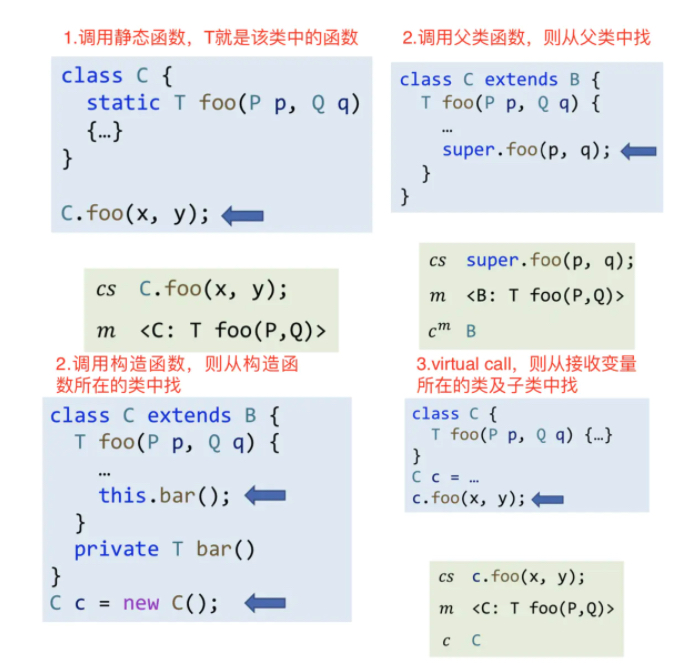 1.调用静态函数，T就是该类中的函数
class C {
static T foo(P p, Q q)
{…}
}
C.foo(x, y);
cs C.foo(x, y);
m <C: T foo(P,Q)>
2.调用父类函数，则从父类中找
class C extends B {
T foo(P p, Q q) {
…
super.foo(p, q);
}
}
cs super.foo(p, q);
m <B: T foo(P,Q)>
cᵐ B
2.调用构造函数，则从构造函
数所在的类中找
class C extends B {
T foo(P p, Q q) {
…
this.bar();
}
private T bar()
}
C c = new C();
3.virtual call，则从接收变量
所在的类及子类中找
class C {
T foo(P p, Q q) {…}
}
C c = …
c.foo(x, y);
cs c.foo(x, y);
m <C: T foo(P,Q)>
c C